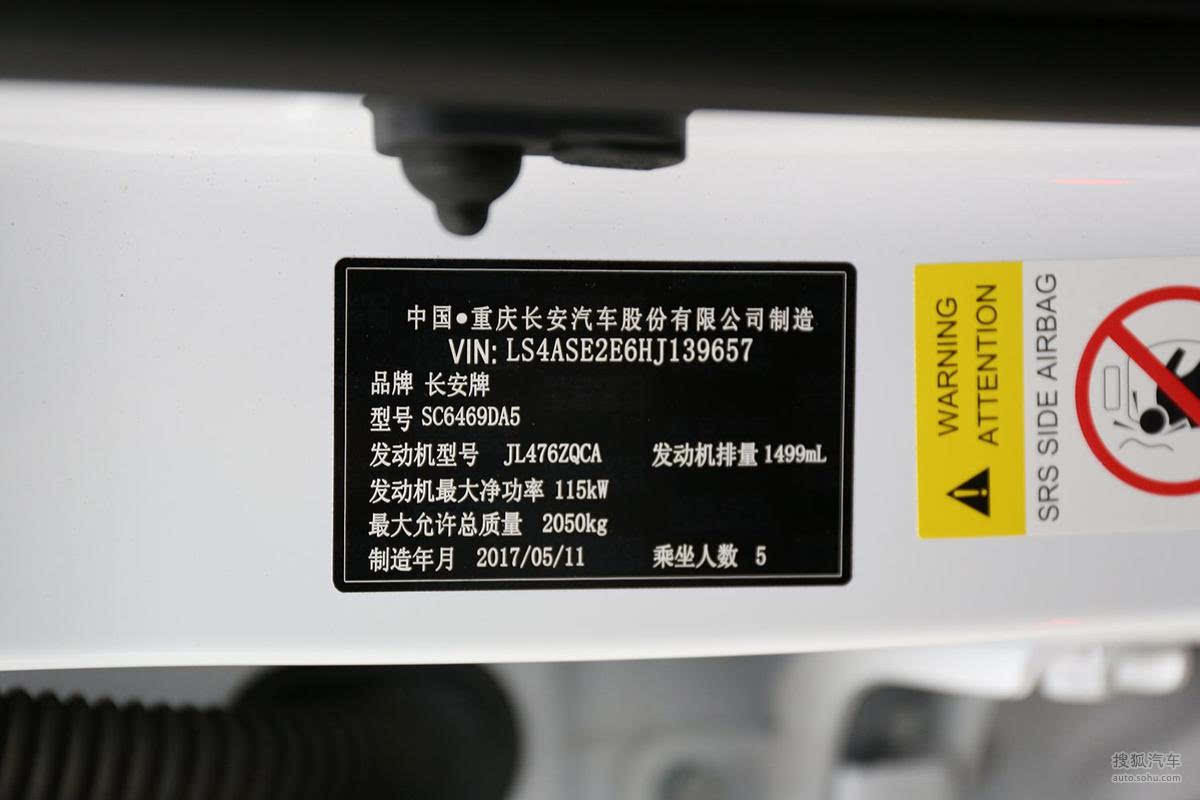 中国●重庆长安汽车股份有限公司制造
VIN: LS4ASE2E6HJ139657
品牌 长安牌
型号 SC6469DA5
发动机型号 JL476ZQCA 发动机排量 1499mL
发动机最大净功率 115kW
最大允许总质量 2050kg
制造年月 2017/05/11 乘坐人数 5
WARNING
ATTENTION
SRS SIDE AIRBAG
搜狐汽车
auto.sohu.com